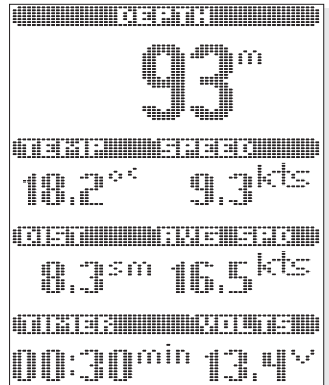 DEPTH
93m
TEMP SPEED
18.2°c 9.3kts
DIST AVG SPD
8.3sm 16.5kts
TIMER VOLTS
00:30min 13.4v